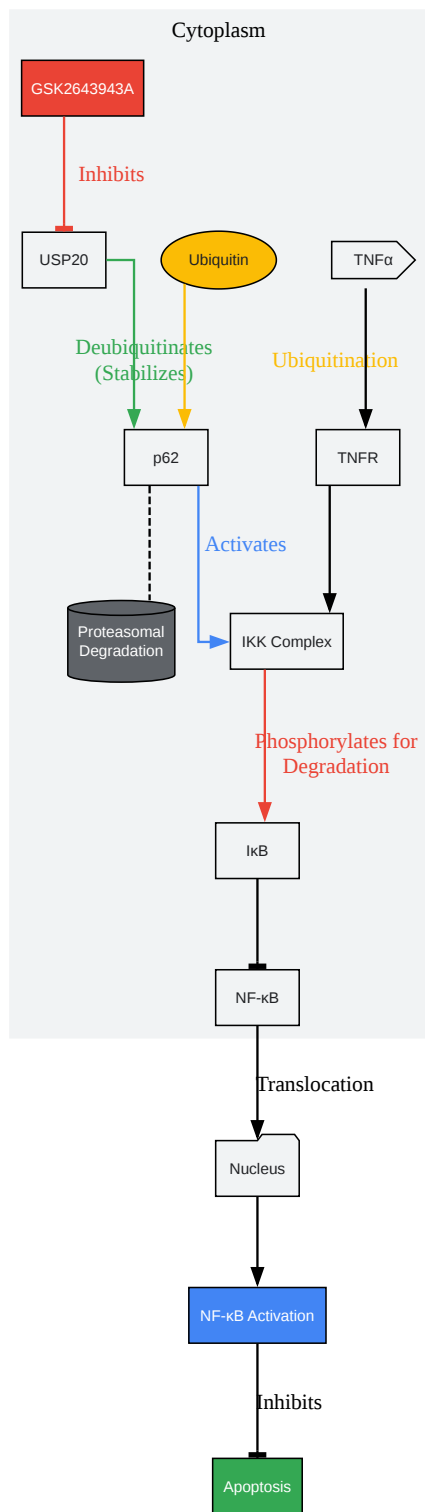 Cytoplasm
GSK2643943A
Inhibits
USP20
Ubiquitin
TNFα
Deubiquitinates
(Stabilizes)
Ubiquitination
p62
TNFR
Activates
Proteasomal
Degradation
IKK Complex
Phosphorylates for
Degradation
IκB
NF-κB
Translocation
Nucleus
NF-κB Activation
Inhibits
Apoptosis